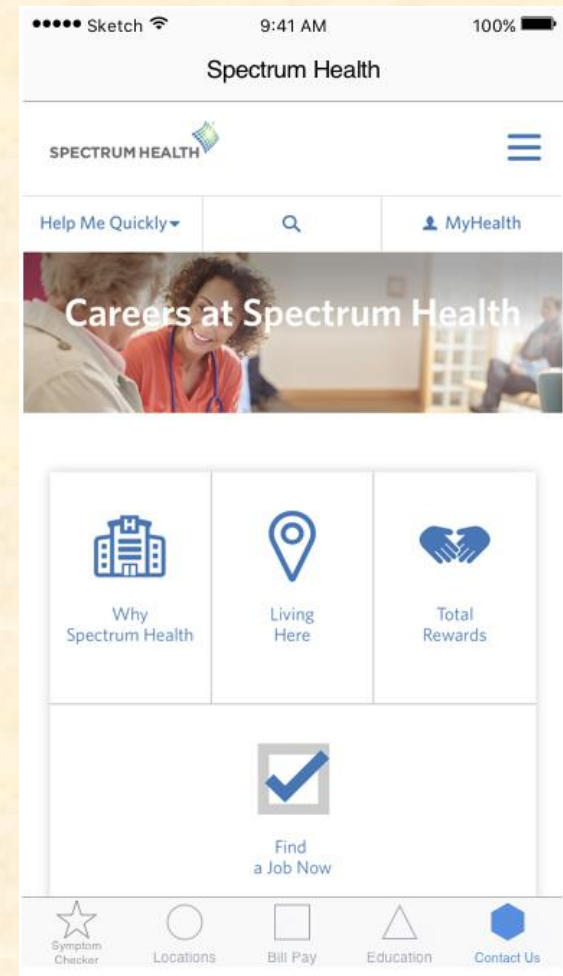 Sketch 9:41 AM 100%
Spectrum Health
SPECTRUM HEALTH
Help Me Quickly MyHealth
Careers at Spectrum Health
Why
Spectrum Health
Living
Here
Total
Rewards
H
H
Find
a Job Now
Symptom
Checker
Locations
Bill Pay
Education
Contact Us